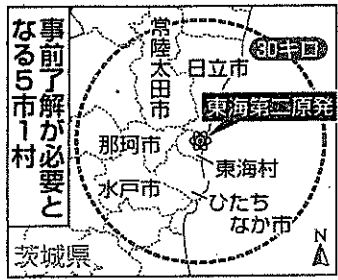 事前了解が必要と
なる5市1村
30キロ
常陸太田市
日立市
東海第二原発
那珂市
東海村
水戸市
ひたち
なか市
茨城県
N